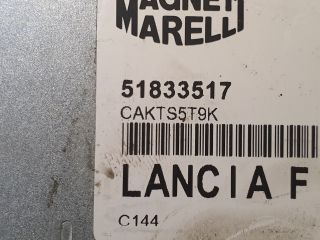 MAGNETI
MARELLI
51833517
CAKTS5T9K
LANCIA F
C144